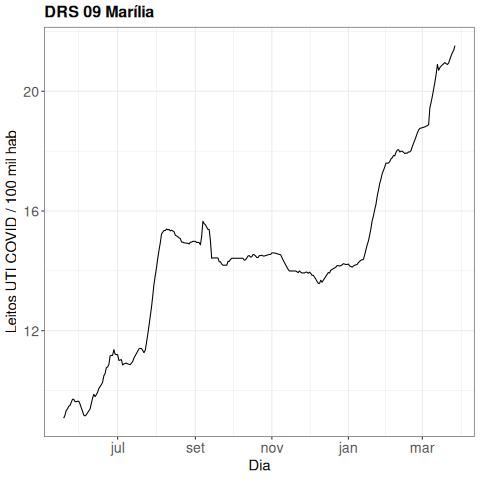 DRS 09 Marília
Leitos UTI COVID / 100 mil hab
20
16
12
jul set nov jan mar
Dia